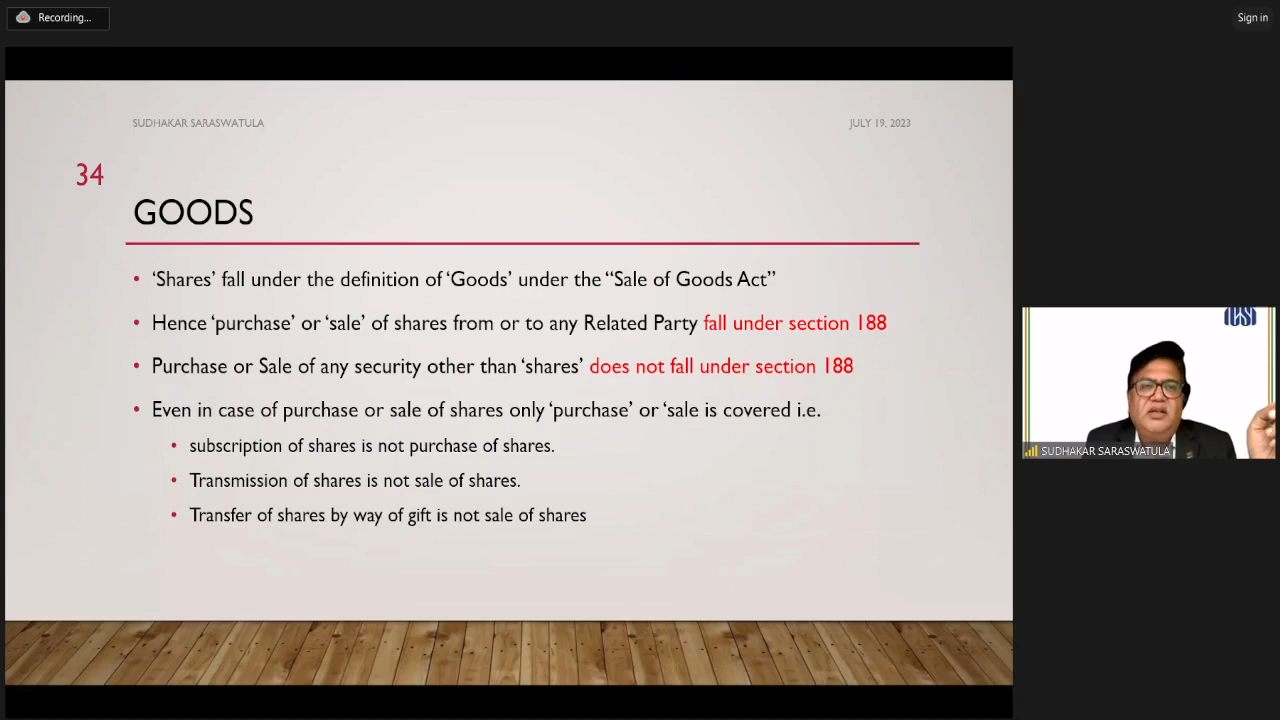 Recording...
Sign in
SUDHAKAR SARASWATULA
JULY 19, 2023
34
GOODS
• ‘Shares’ fall under the definition of ‘Goods’ under the “Sale of Goods Act”
• Hence ‘purchase’ or ‘sale’ of shares from or to any Related Party fall under section 188
• Purchase or Sale of any security other than ‘shares’ does not fall under section 188
• Even in case of purchase or sale of shares only ‘purchase’ or ‘sale is covered i.e.
• subscription of shares is not purchase of shares.
• Transmission of shares is not sale of shares.
• Transfer of shares by way of gift is not sale of shares
ICSI
SUDHAKAR SARASWATULA